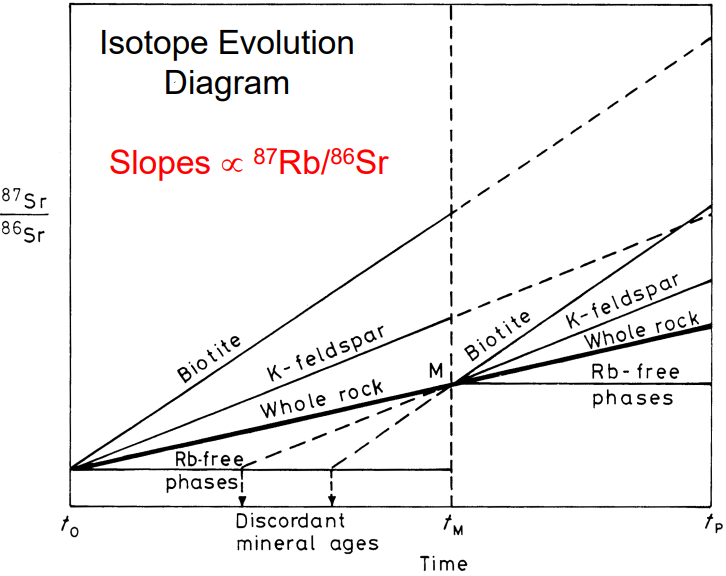 Isotope Evolution
Diagram
Slopes ∝ ⁸⁷Rb/⁸⁶Sr
⁸⁷Sr
⁸⁶Sr
Biotite
K-feldspar
Whole rock
Rb-free
phases
M
Biotite
K-feldspar
Whole rock
Rb-free
phases
Discordant
mineral ages
t₀
t_M
t_P
Time